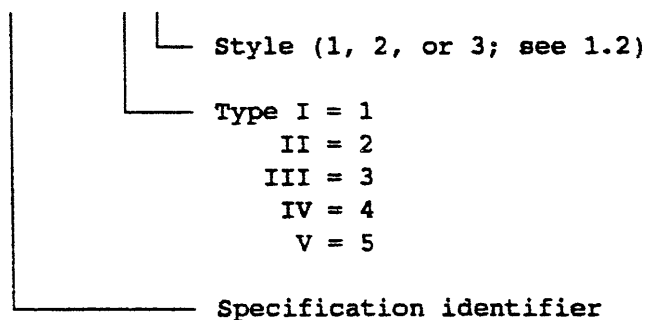 Style (1, 2, or 3; see 1.2)
Type I = 1
II = 2
III = 3
IV = 4
V = 5
Specification identifier